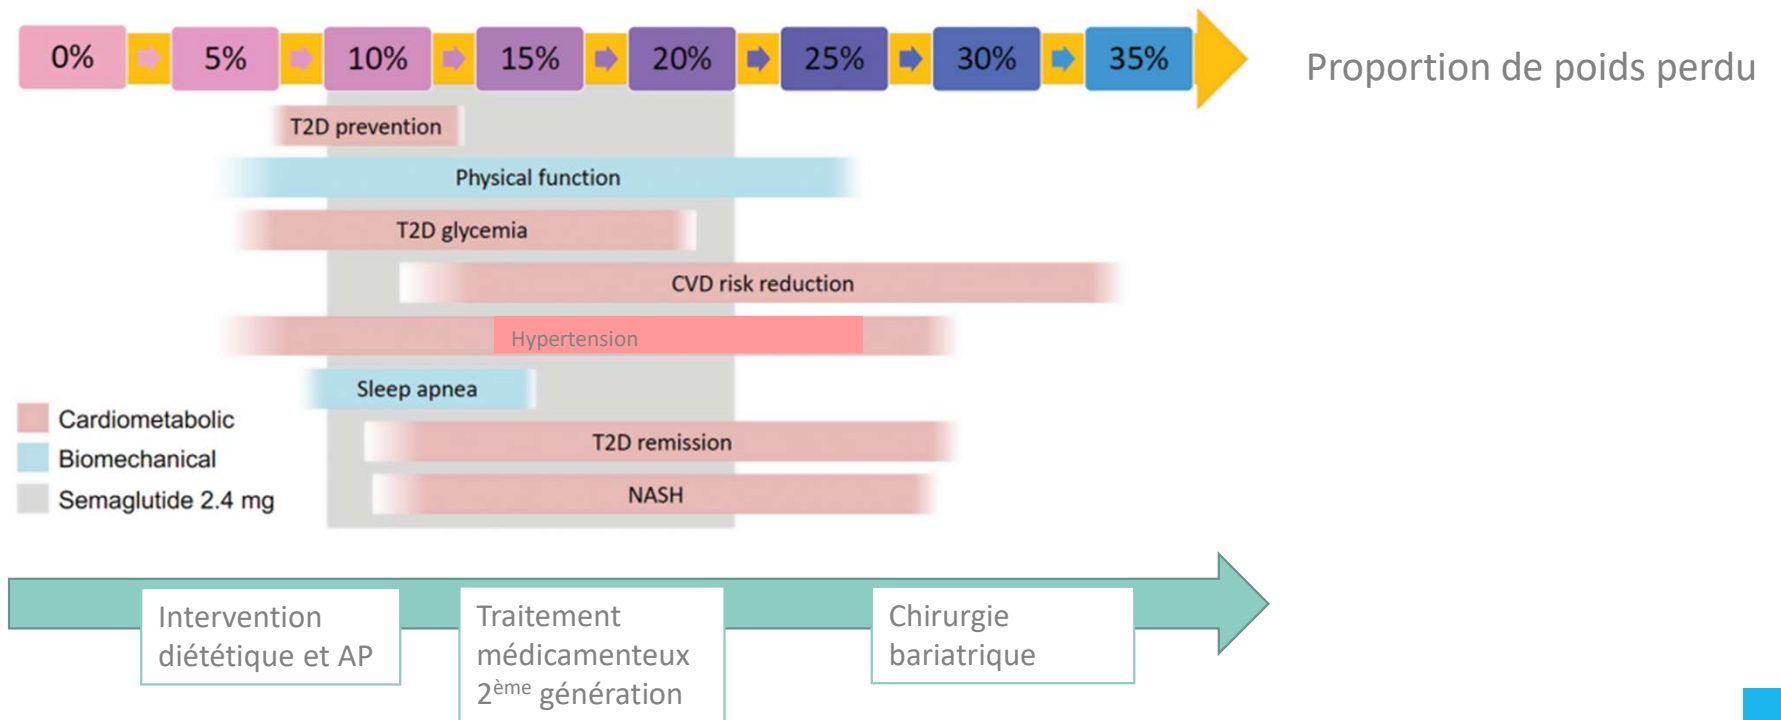 0% 5% 10% 15% 20% 25% 30% 35%
Proportion de poids perdu
T2D prevention
Physical function
T2D glycemia
CVD risk reduction
Hypertension
Sleep apnea
T2D remission
NASH
Cardiometabolic
Biomechanical
Semaglutide 2.4 mg
Intervention
diététique et AP
Traitement
médicamenteux
2ème génération
Chirurgie
bariatrique